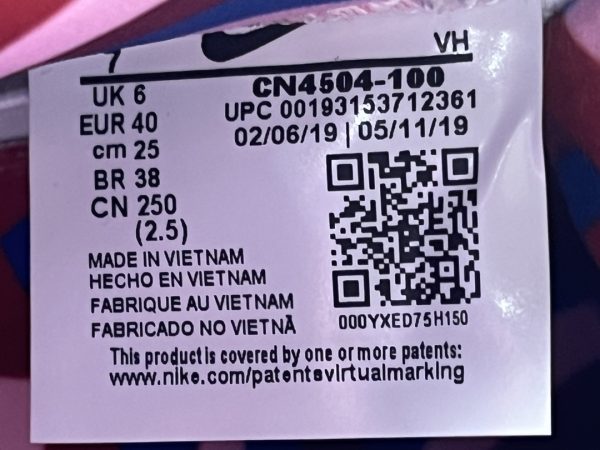 7
VH
UK 6
EUR 40
cm 25
BR 38
CN 250
(2.5)
CN4504-100
UPC 00193153712361
02/06/19 | 05/11/19
000YXED75H150
MADE IN VIETNAM
HECHO EN VIETNAM
FABRIQUE AU VIETNAM
FABRICADO NO VIETNÃ
This product is covered by one or more patents:
www.nike.com/patentsvirtualmarking